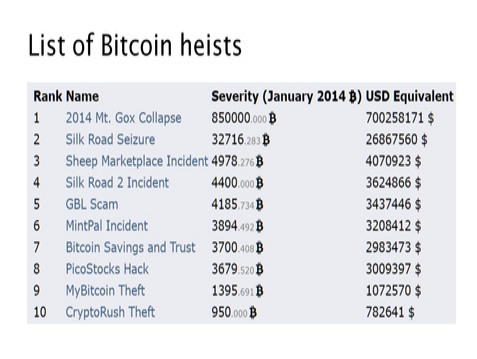 List of Bitcoin heists
Rank Name Severity (January 2014 ฿) USD Equivalent
1 2014 Mt. Gox Collapse 850000.000 ฿ 700258171 $
2 Silk Road Seizure 32716.283 ฿ 26867560 $
3 Sheep Marketplace Incident 4978.276 ฿ 4070923 $
4 Silk Road 2 Incident 4400.000 ฿ 3624866 $
5 GBL Scam 4185.734 ฿ 3437446 $
6 MintPal Incident 3894.492 ฿ 3208412 $
7 Bitcoin Savings and Trust 3700.408 ฿ 2983473 $
8 PicoStocks Hack 3679.520 ฿ 3009397 $
9 MyBitcoin Theft 1395.691 ฿ 1072570 $
10 CryptoRush Theft 950.000 ฿ 782641 $